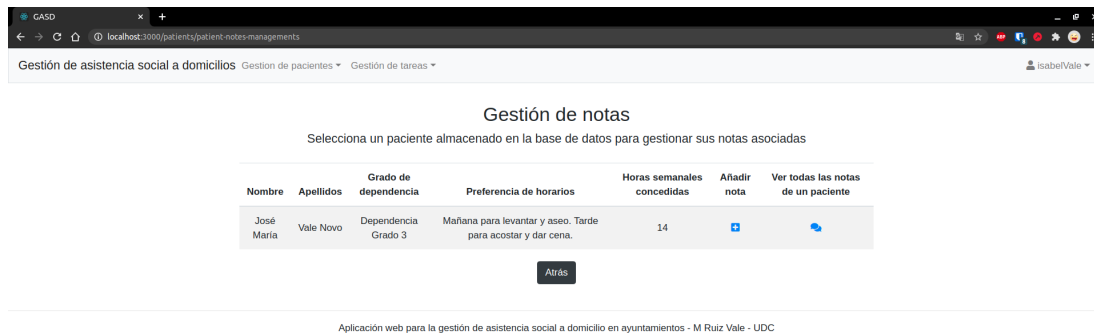 GASD
localhost:3000/patients/patient-notes-managements
Gestión de asistencia social a domicilios Gestion de pacientes Gestión de tareas isabelVale
Gestión de notas
Selecciona un paciente almacenado en la base de datos para gestionar sus notas asociadas
Grado de Horas semanales Añadir Ver todas las notas
Nombre Apellidos dependencia Preferencia de horarios concedidas nota de un paciente
José Dependencia Mañana para levantar y aseo. Tarde
María Vale Novo Grado 3 para acostar y dar cena. 14
Atrás
Aplicación web para la gestión de asistencia social a domicilio en ayuntamientos - M Ruiz Vale - UDC